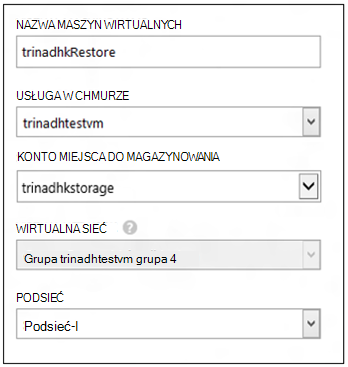 NAZWA MASZYN WIRTUALNYCH
trinadhkRestore
USŁUGA W CHMURZE
trinadhtestvm
KONTO MIEJSCA DO MAGAZYNOWANIA
trinadhkstorage
WIRTUALNA SIEĆ ?
Grupa trinadhtestvm grupa 4
PODSIEĆ
Podsieć-l